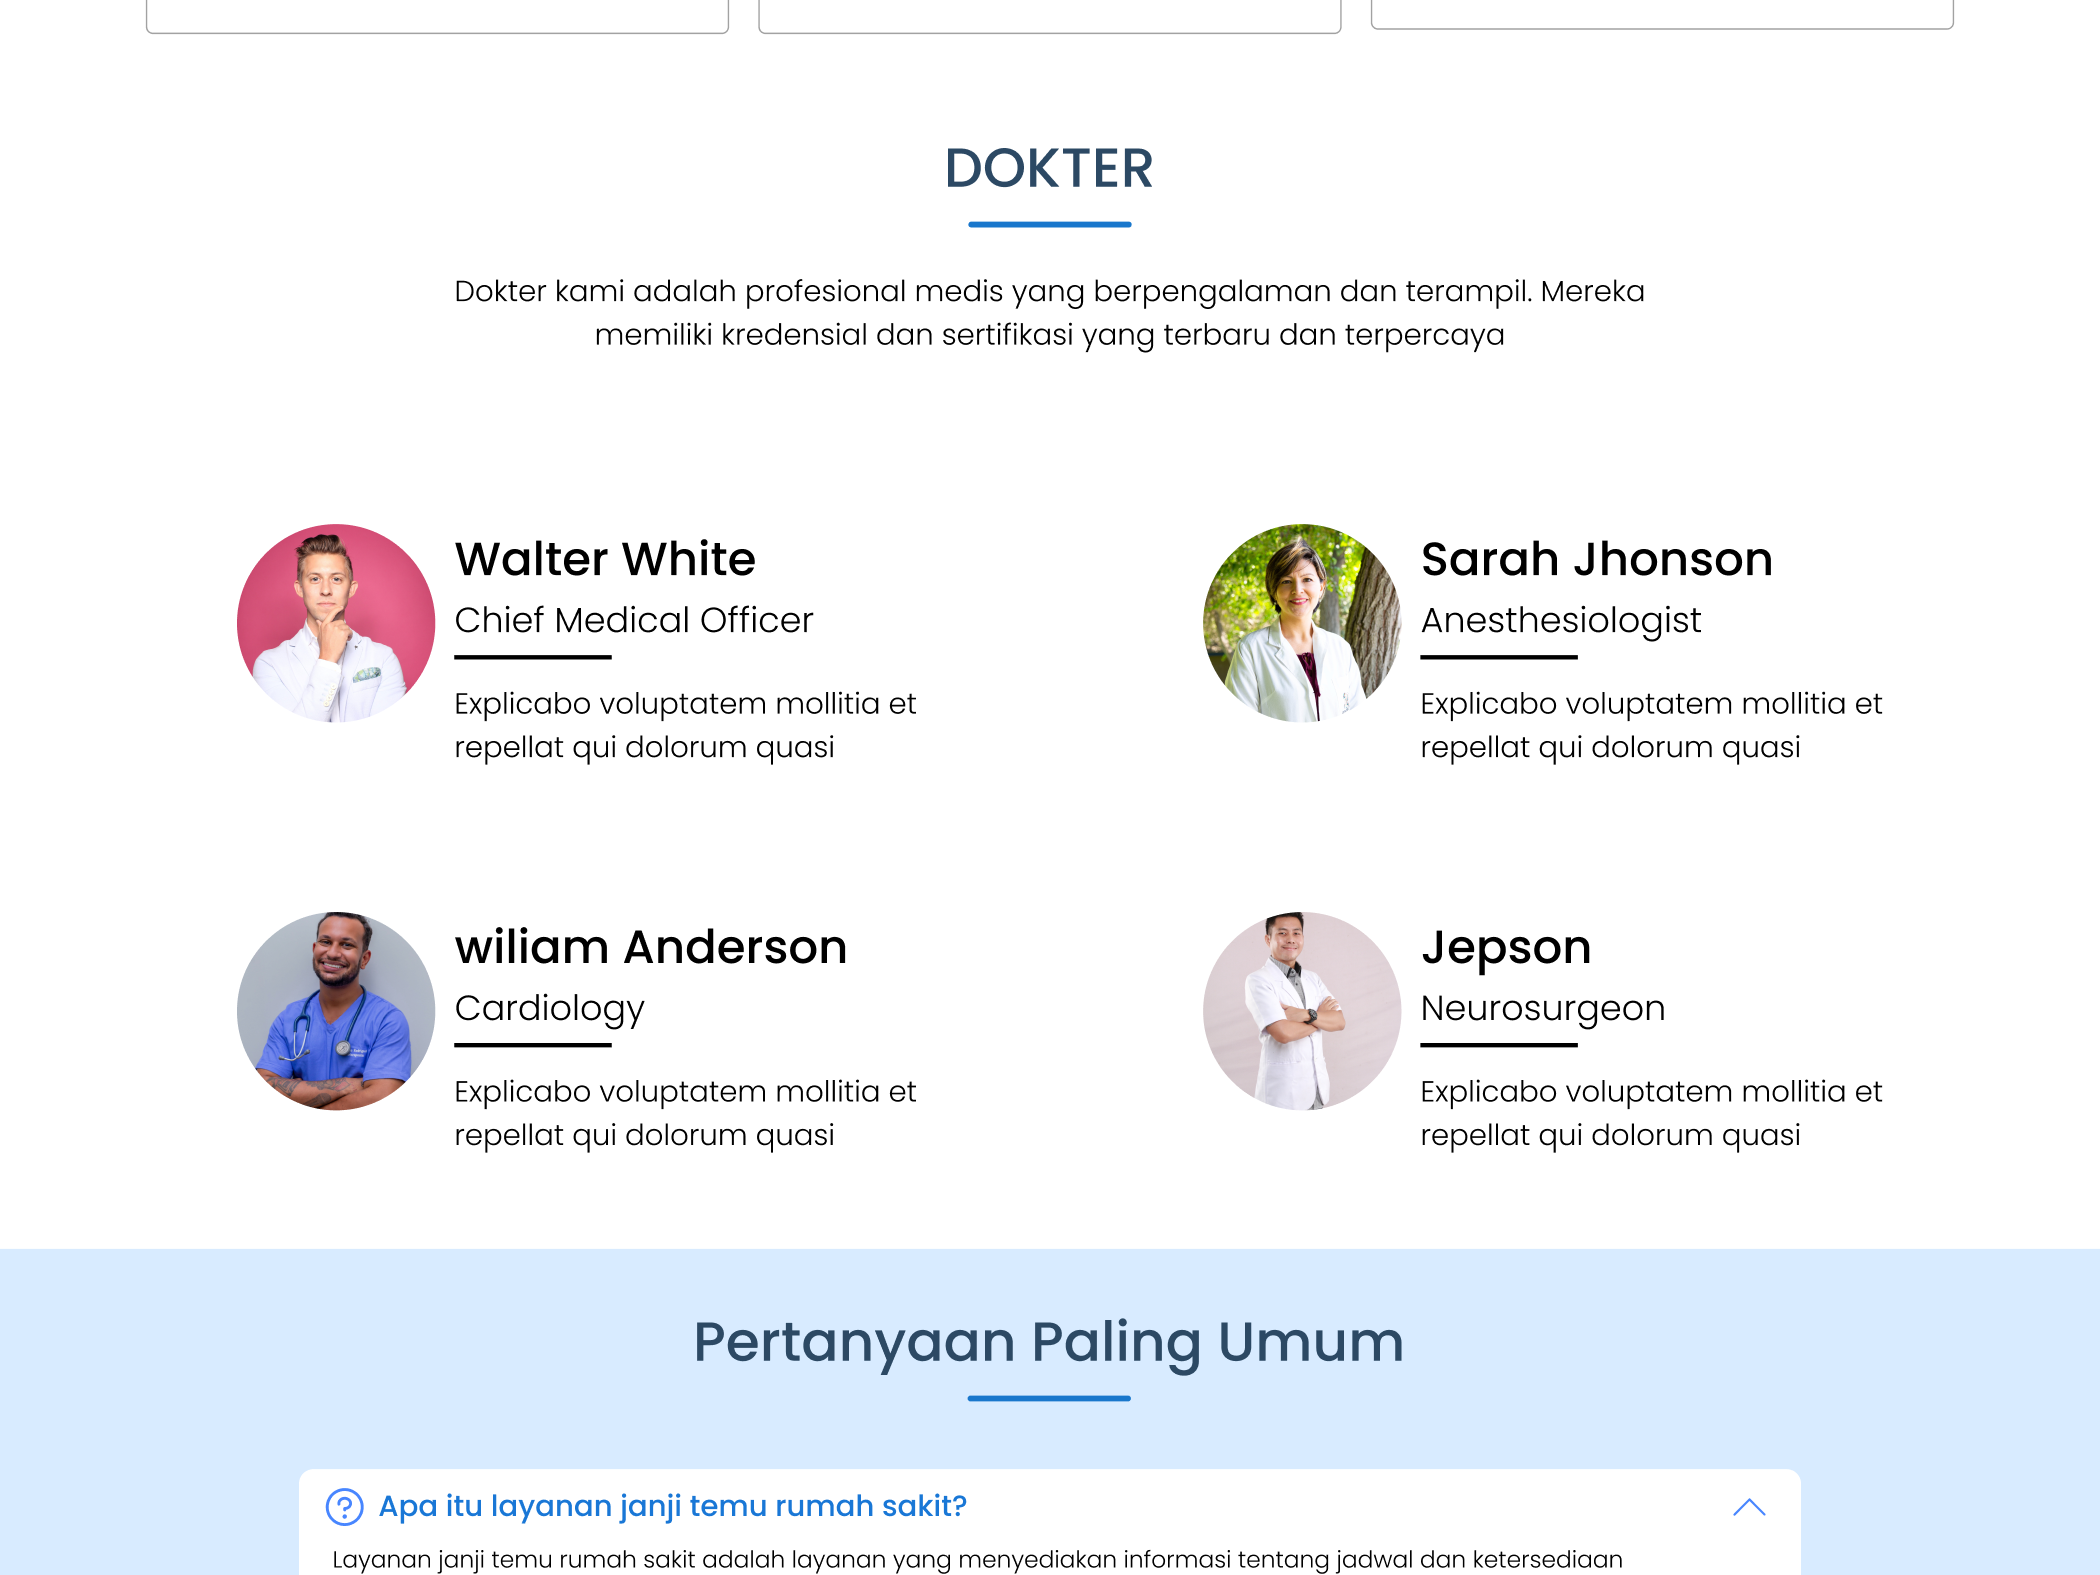 DOKTER
Dokter kami adalah profesional medis yang berpengalaman dan terampil. Mereka
memiliki kredensial dan sertifikasi yang terbaru dan terpercaya
Walter White
Chief Medical Officer
Explicabo voluptatem mollitia et
repellat qui dolorum quasi
Sarah Jhonson
Anesthesiologist
Explicabo voluptatem mollitia et
repellat qui dolorum quasi
wiliam Anderson
Cardiology
Explicabo voluptatem mollitia et
repellat qui dolorum quasi
Jepson
Neurosurgeon
Explicabo voluptatem mollitia et
repellat qui dolorum quasi
Pertanyaan Paling Umum
Apa itu layanan janji temu rumah sakit?
Layanan janji temu rumah sakit adalah layanan yang menyediakan informasi tentang jadwal dan ketersediaan